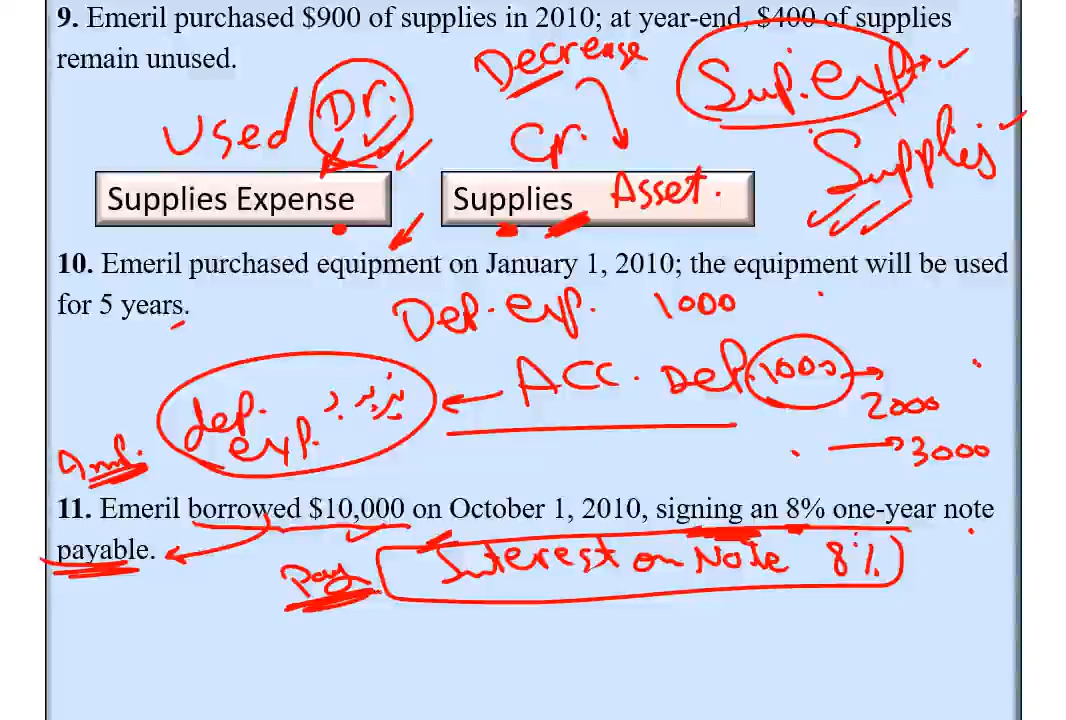 9. Emeril purchased $900 of supplies in 2010; at year-end, $400 of supplies
remain unused.
Decrease
Sup. exp
Used Dr.
Cr.
Supplies
Supplies Expense
Supplies Asset.
10. Emeril purchased equipment on January 1, 2010; the equipment will be used
for 5 years.
Dep. exp. 1000
Acc. Dep. 1000
2000
dep. exp. بتزيد
3000
11. Emeril borrowed $10,000 on October 1, 2010, signing an 8% one-year note
payable.
Pay Interest on Note 8%